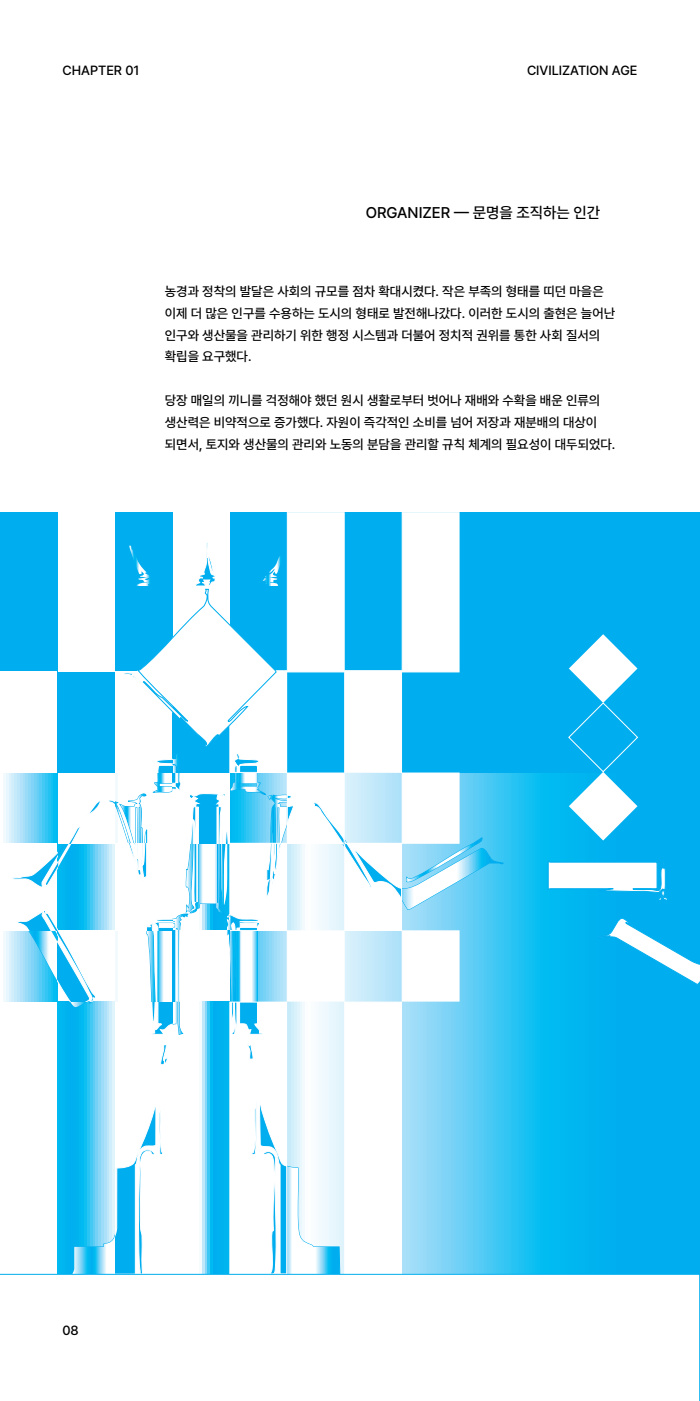 CHAPTER 01
CIVILIZATION AGE
ORGANIZER — 문명을 조직하는 인간
농경과 정착의 발달은 사회의 규모를 점차 확대시켰다. 작은 부족의 형태를 띠던 마을은
이제 더 많은 인구를 수용하는 도시의 형태로 발전해나갔다. 이러한 도시의 출현은 늘어난
인구와 생산물을 관리하기 위한 행정 시스템과 더불어 정치적 권위를 통한 사회 질서의
확립을 요구했다.
당장 매일의 끼니를 걱정해야 했던 원시 생활로부터 벗어나 재배와 수확을 배운 인류의
생산력은 비약적으로 증가했다. 자원이 즉각적인 소비를 넘어 저장과 재분배의 대상이
되면서, 토지와 생산물의 관리와 노동의 분담을 관리할 규칙 체계의 필요성이 대두되었다.
08